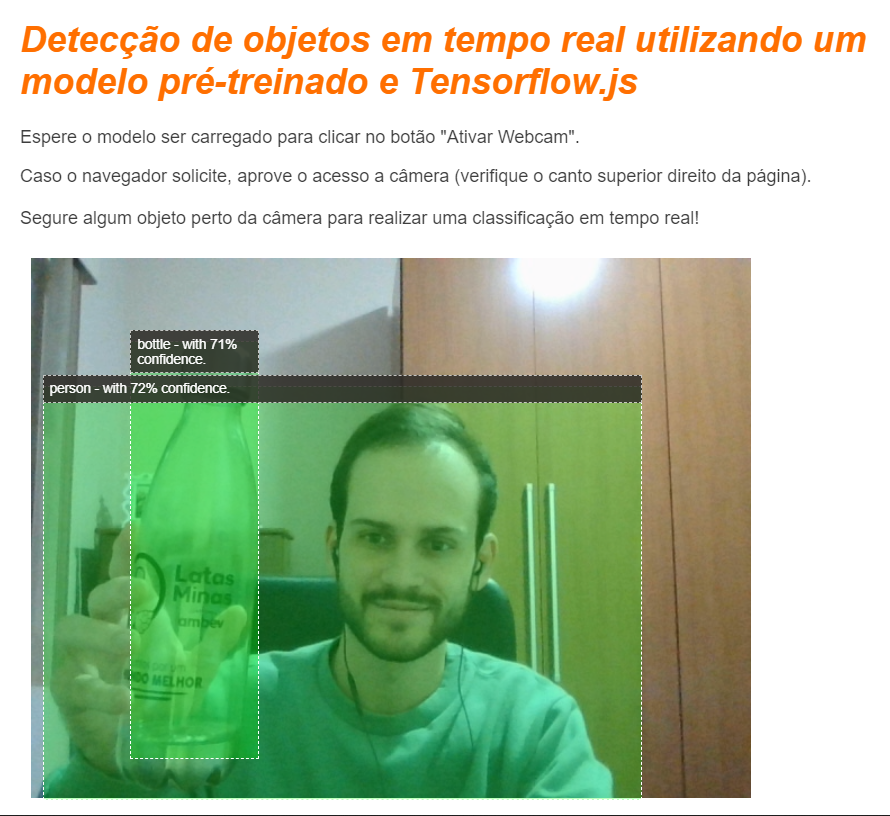 Detecção de objetos em tempo real utilizando um
modelo pré-treinado e Tensorflow.js
Espere o modelo ser carregado para clicar no botão "Ativar Webcam".
Caso o navegador solicite, aprove o acesso a câmera (verifique o canto superior direito da página).
Segure algum objeto perto da câmera para realizar uma classificação em tempo real!
bottle - with 71%
confidence.
person - with 72% confidence.
Latas
Minas
ambev
MELHOR